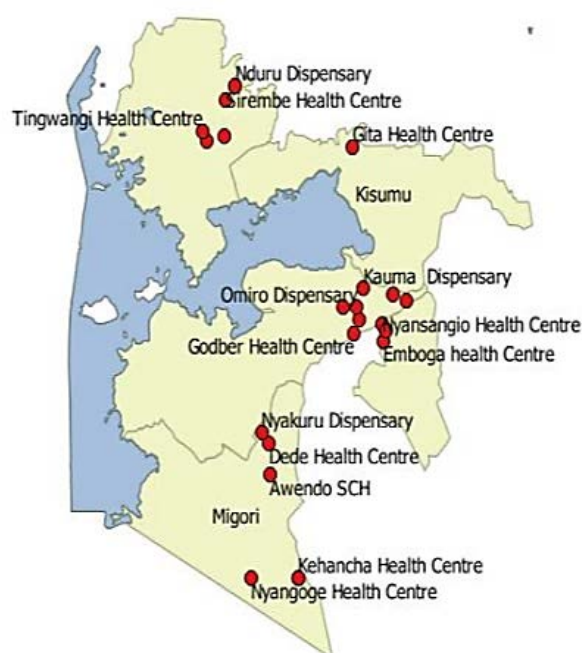 Nduru Dispensary
Sirembe Health Centre
Tingwangi Health Centre
Gita Health Centre
Kisumu
Kauma Dispensary
Omiro Dispensary
Nyansangio Health Centre
Godber Health Centre
Emboga health Centre
Nyakuru Dispensary
Dede Health Centre
Awendo SCH
Migori
Kehancha Health Centre
Nyangoge Health Centre